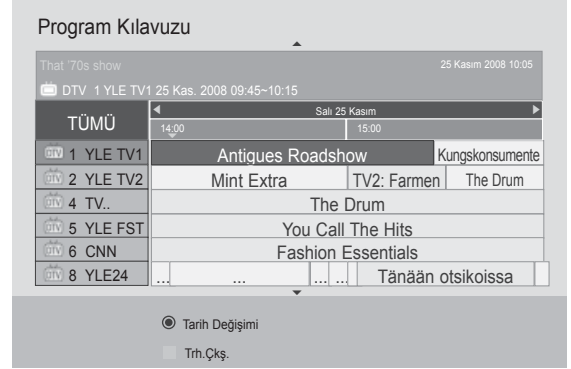 Program Kılavuzu
That '70s show 25 Kasım 2008 10:05
DTV 1 YLE TV1 25 Kas. 2008 09:45~10:15
TÜMÜ Salı 25 Kasım
14:00 15:00
DTV 1 YLE TV1 Antiques Roadshow Kungskonsumente
DTV 2 YLE TV2 Mint Extra TV2: Farmen The Drum
DTV 4 TV.. The Drum
DTV 5 YLE FST You Call The Hits
DTV 6 CNN Fashion Essentials
DTV 8 YLE24 ... ... ... ... Tänään otsikoissa
Tarih Değişimi
Trh.Çkş.